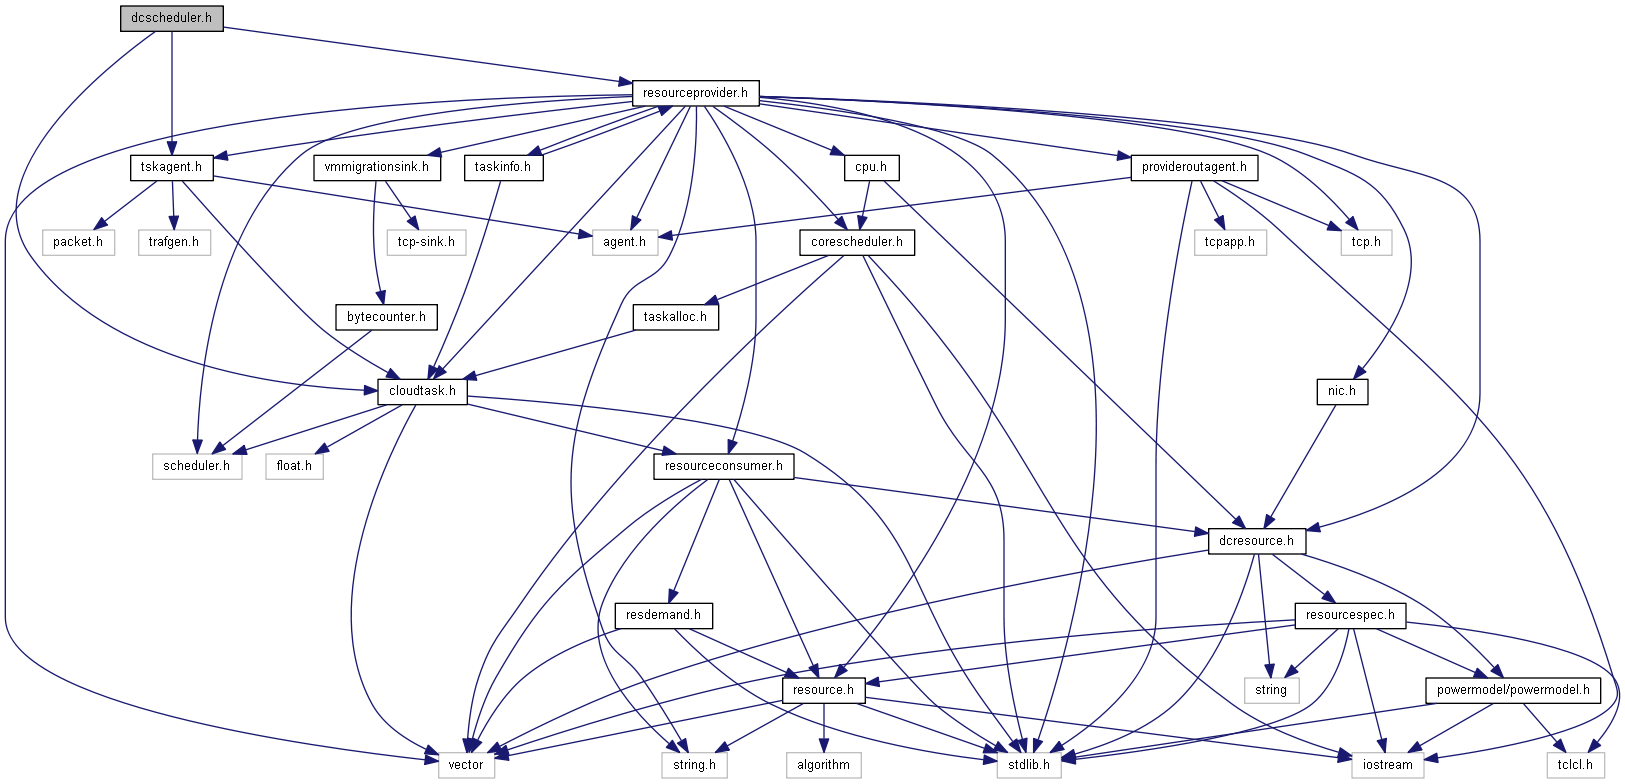 dcscheduler.h
resourceprovider.h
tskagent.h
vmmigrationsink.h
taskinfo.h
cpu.h
provideroutagent.h
packet.h
trafgen.h
tcp-sink.h
agent.h
corescheduler.h
tcpapp.h
tcp.h
bytecounter.h
taskalloc.h
cloudtask.h
nic.h
scheduler.h
float.h
resourceconsumer.h
dcresource.h
resdemand.h
resourcespec.h
resource.h
string
powermodel/powermodel.h
vector
string.h
algorithm
stdlib.h
iostream
tclcl.h